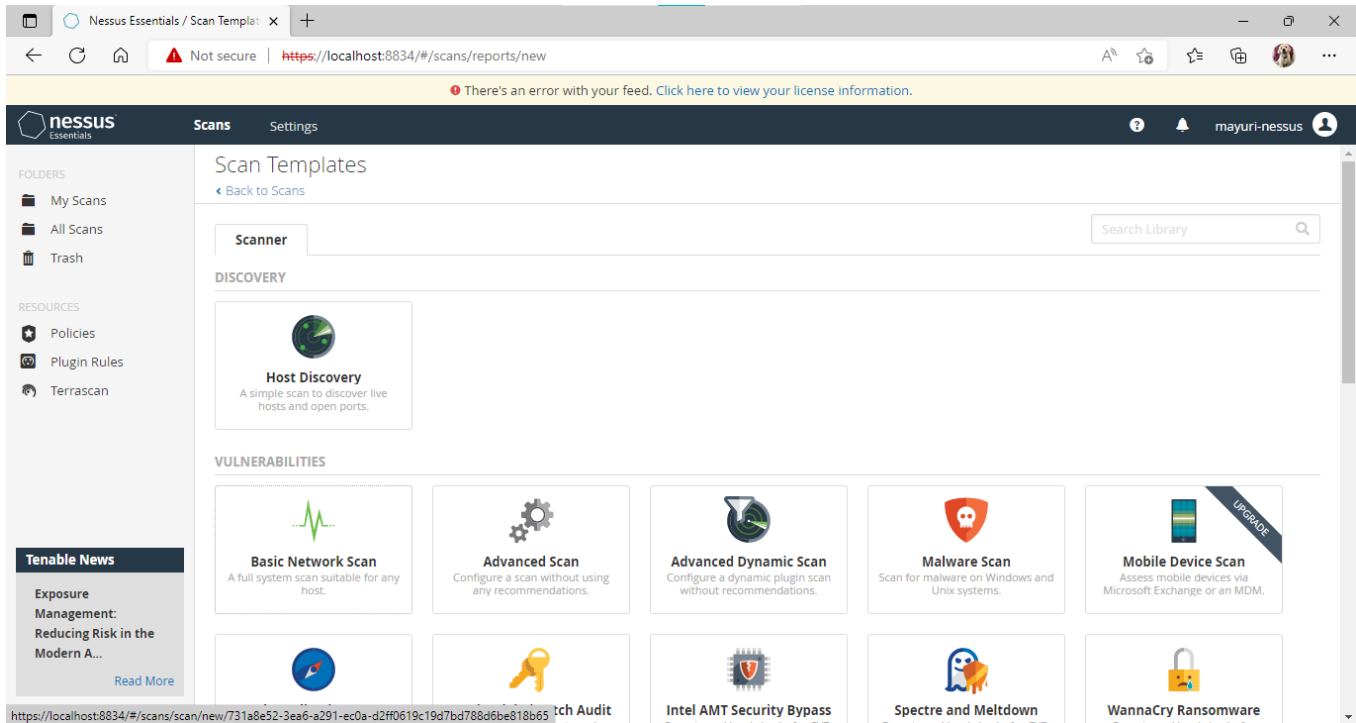 Nessus Essentials / Scan Templat
Not secure | https://localhost:8834/#/scans/reports/new
There's an error with your feed. Click here to view your license information.
nessus
Essentials
Scans
Settings
mayuri-nessus
FOLDERS
My Scans
All Scans
Trash
RESOURCES
Policies
Plugin Rules
Terrascan
Tenable News
Exposure
Management:
Reducing Risk in the
Modern A...
Read More
Scan Templates
Back to Scans
Scanner
Search Library
DISCOVERY
Host Discovery
A simple scan to discover live
hosts and open ports.
VULNERABILITIES
Basic Network Scan
A full system scan suitable for any
host.
Advanced Scan
Configure a scan without using
any recommendations.
Advanced Dynamic Scan
Configure a dynamic plugin scan
without recommendations.
Malware Scan
Scan for malware on Windows and
Unix systems.
UPGRADE
Mobile Device Scan
Assess mobile devices via
Microsoft Exchange or an MDM.
tch Audit
Intel AMT Security Bypass
Spectre and Meltdown
WannaCry Ransomware
https://localhost:8834/#/scans/scan/new/731a8e52-3ea6-a291-ec0a-d2ff0619c19d7bd788d6be818b65